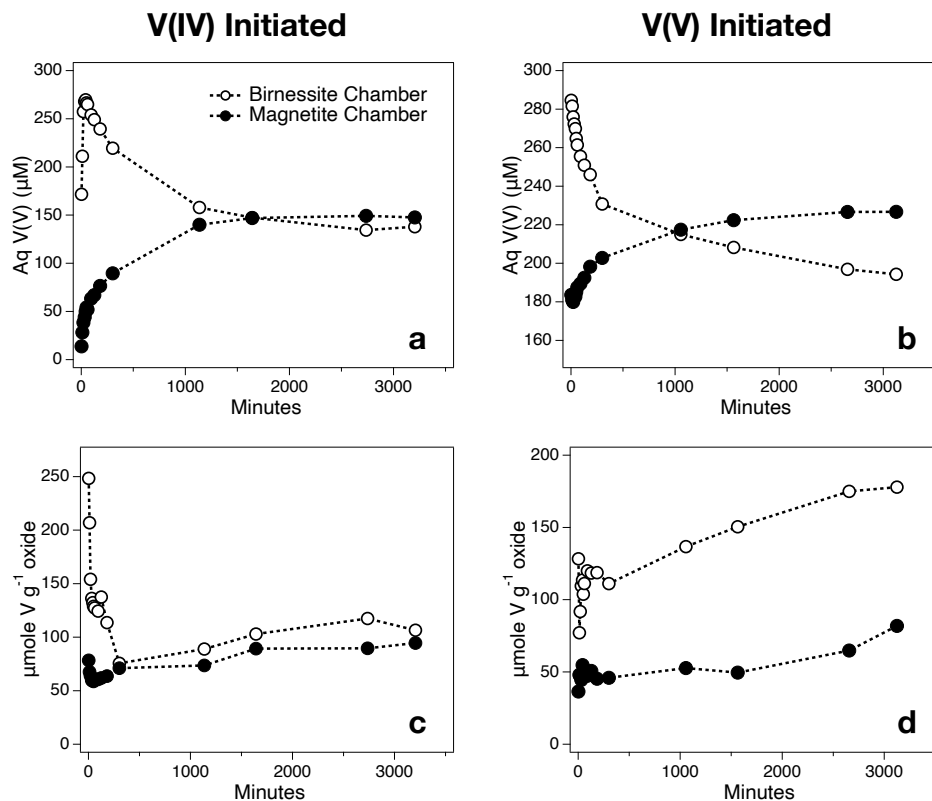 V(IV) Initiated
V(V) Initiated
Aq V(V) (µM)
300
250
200
150
100
50
0
Birnessite Chamber
Magnetite Chamber
a
0
1000
2000
3000
Minutes
Aq V(V) (µM)
300
280
260
240
220
200
180
160
b
0
1000
2000
3000
Minutes
µmole V g⁻¹ oxide
250
200
150
100
50
0
c
0
1000
2000
3000
Minutes
µmole V g⁻¹ oxide
200
150
100
50
0
d
0
1000
2000
3000
Minutes